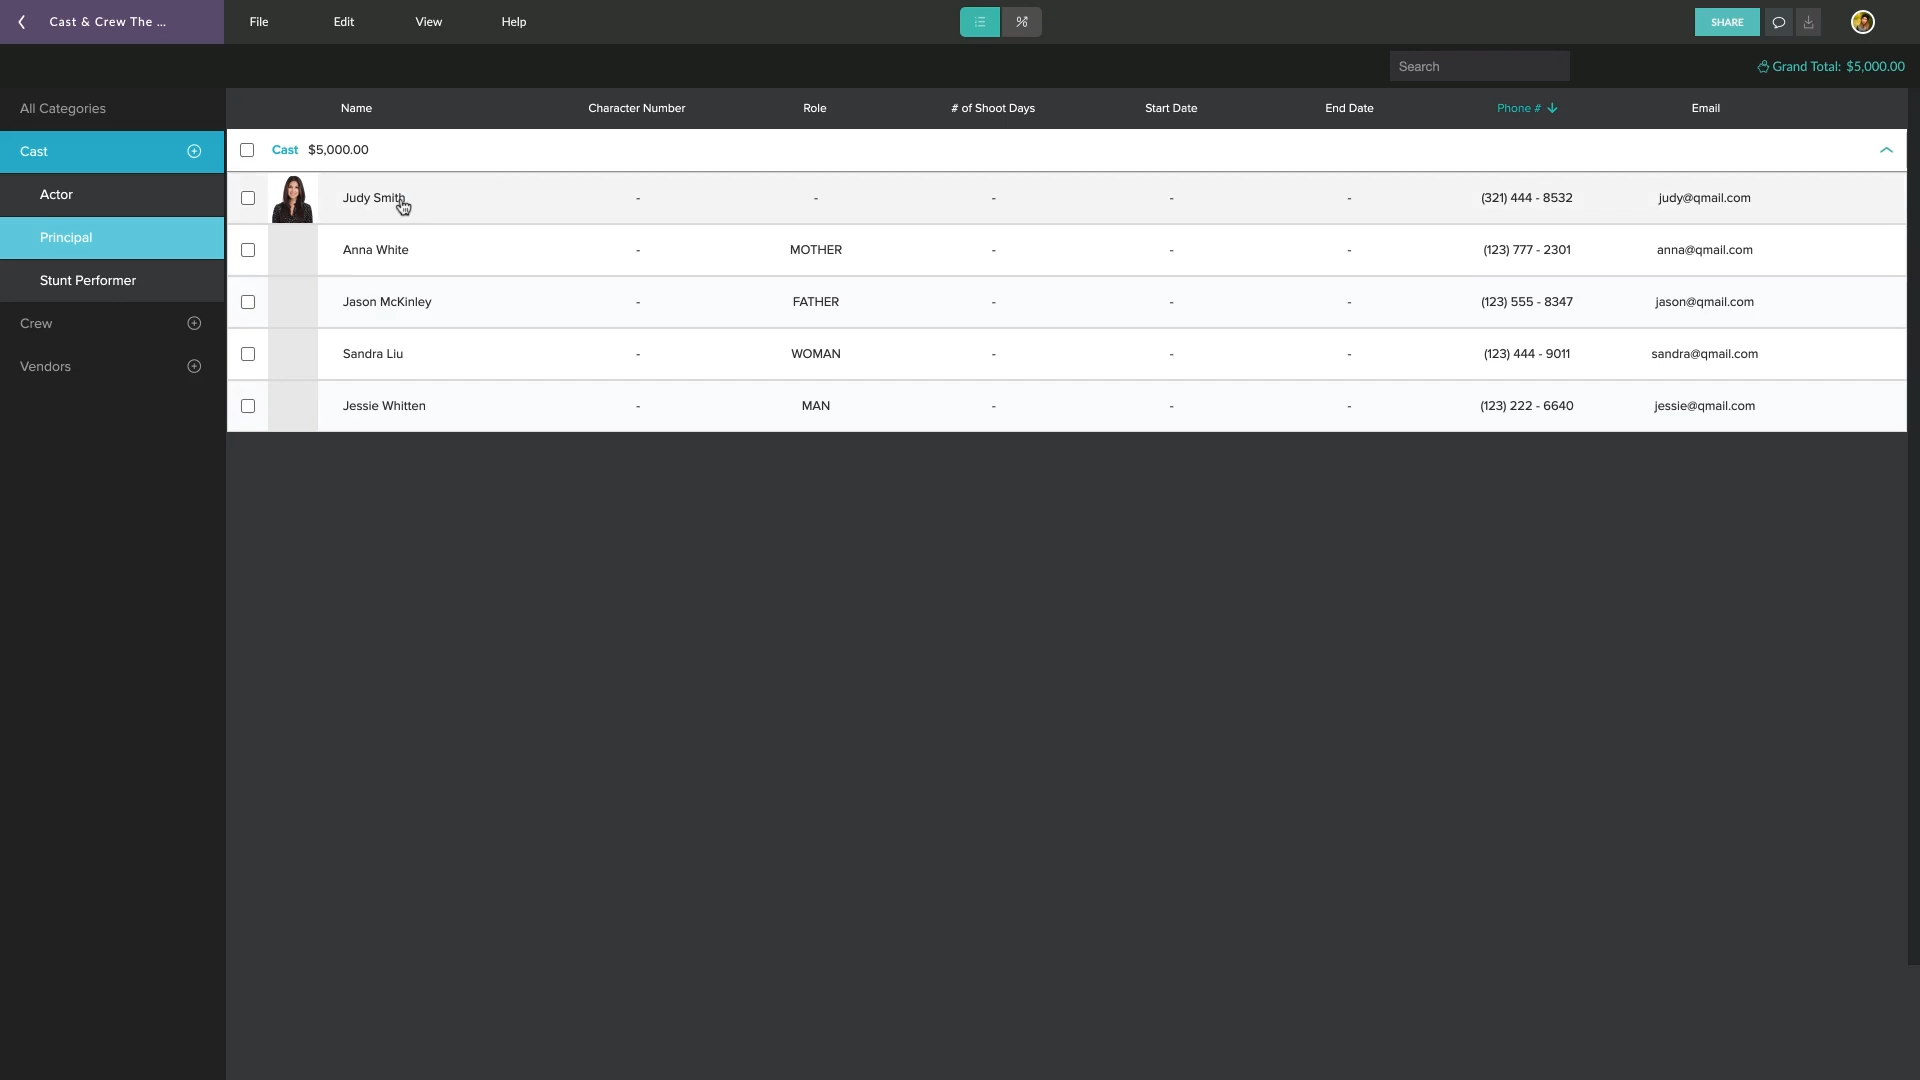 Cast & Crew The ...
File Edit View Help
SHARE
Search
Grand Total: $5,000.00
All Categories
Cast
Actor
Principal
Stunt Performer
Crew
Vendors
Name Character Number Role # of Shoot Days Start Date End Date Phone # Email
Cast $5,000.00
Judy Smith - - - - - (321) 444 - 8532 judy@qmail.com
Anna White - MOTHER - - - (123) 777 - 2301 anna@qmail.com
Jason McKinley - FATHER - - - (123) 555 - 8347 jason@qmail.com
Sandra Liu - WOMAN - - - (123) 444 - 9011 sandra@qmail.com
Jessie Whitten - MAN - - - (123) 222 - 6640 jessie@qmail.com